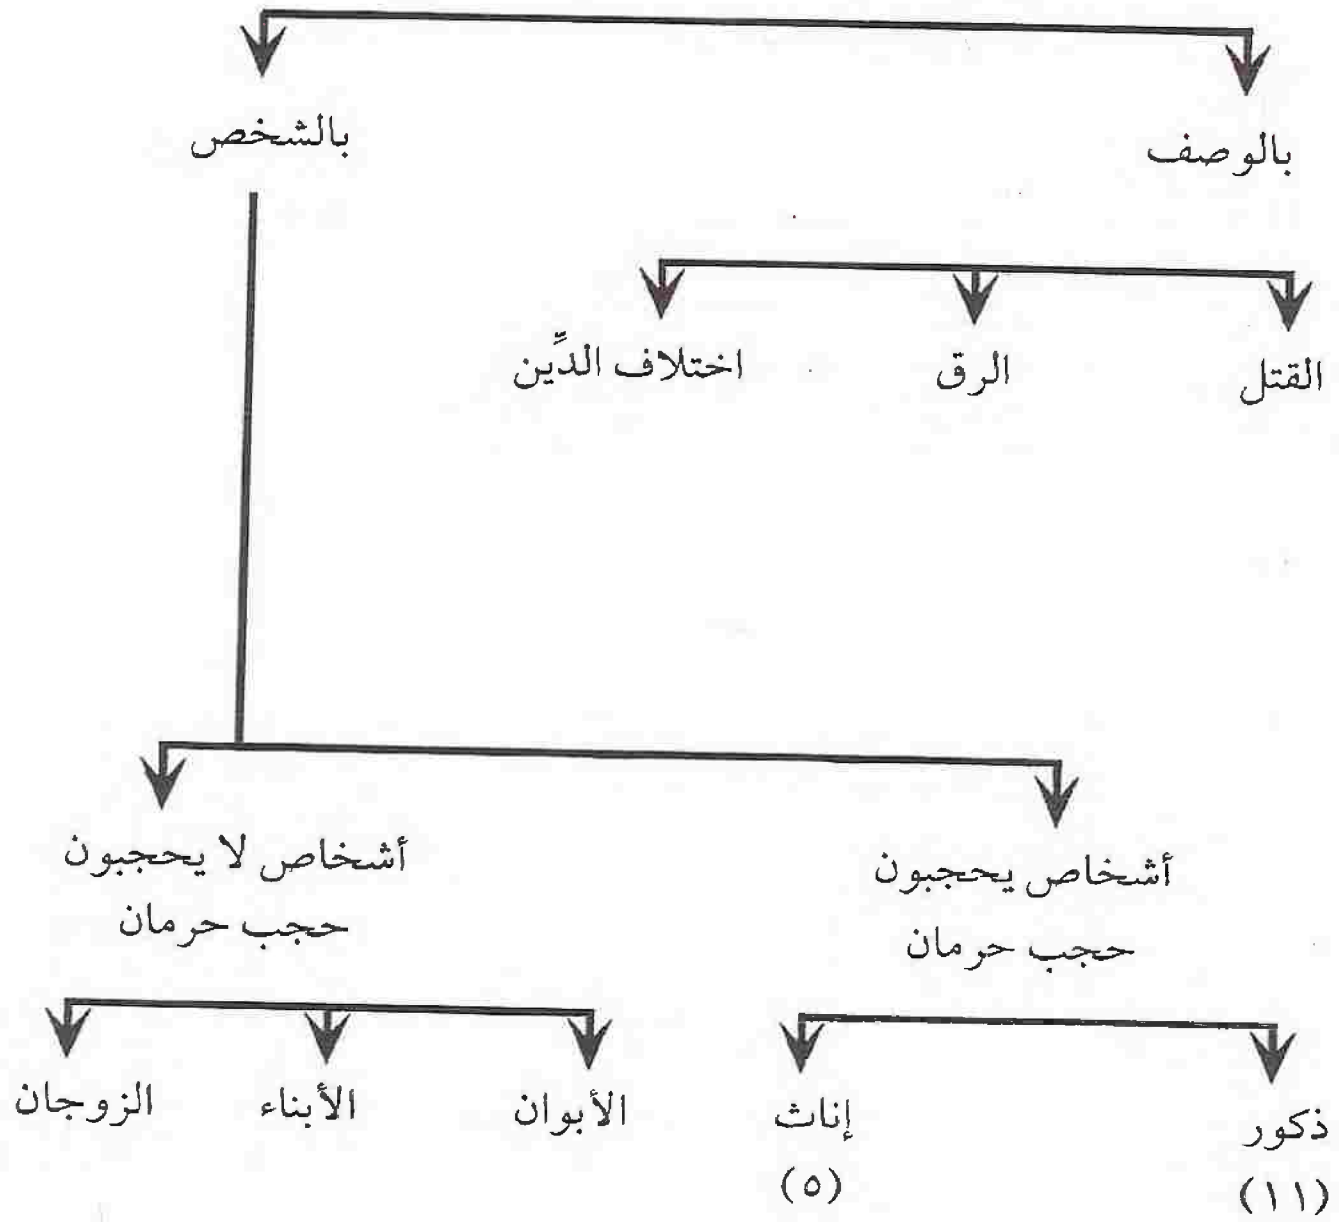 بالوصف
بالشخص
القتل
الرق
اختلاف الدِّين
أشخاص يحجبون
حجب حرمان
أشخاص لا يحجبون
حجب حرمان
ذكور
(١١)
إناث
(٥)
الأبوان
الأبناء
الزوجان